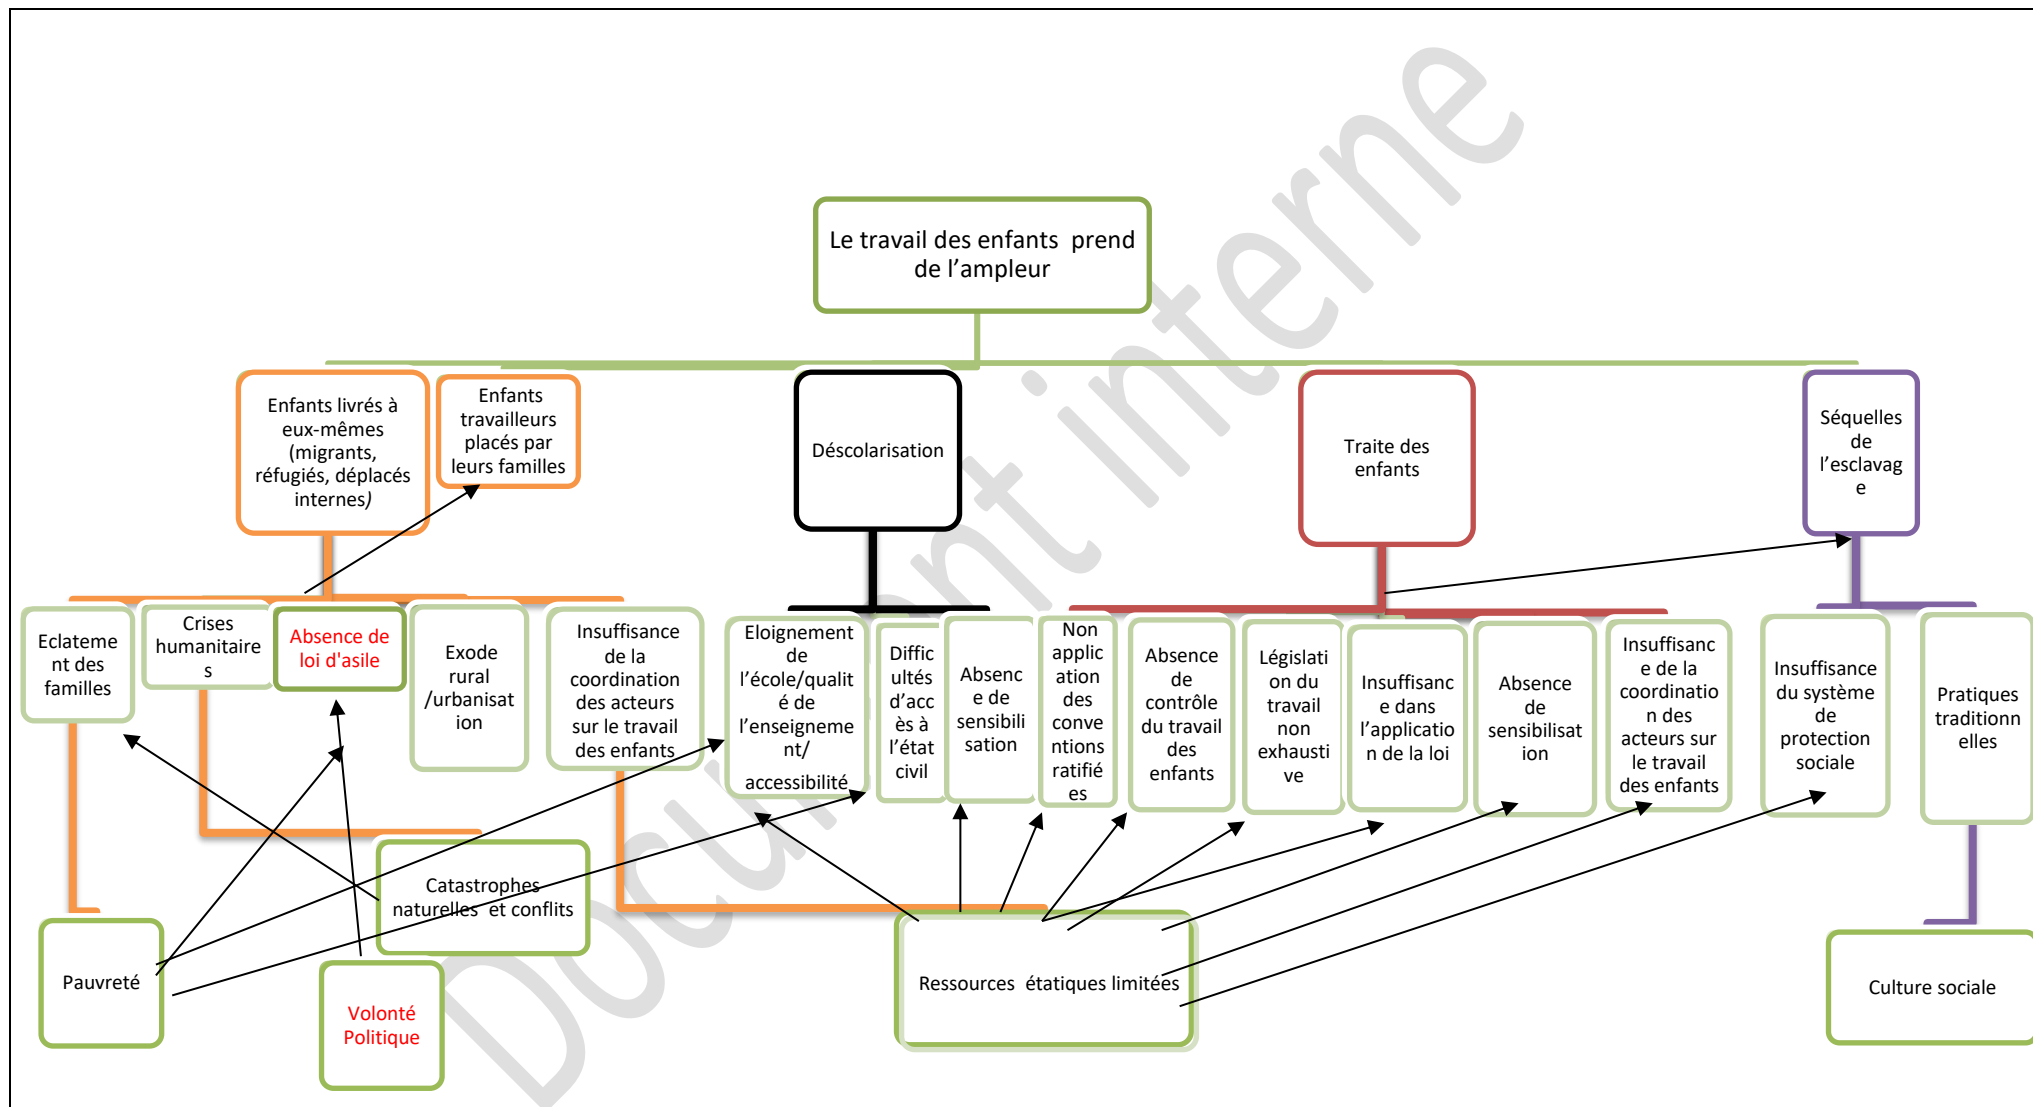 Le travail des enfants  prend
de l’ampleur
Enfants livrés à
eux-mêmes
(migrants,
réfugiés, déplacés
internes)
Enfants
travailleurs
placés par
leurs familles
Déscolarisation
Traite des
enfants
Séquelles
de
l’esclavag
e
Eclateme
nt des
familles
Crises
humanitaire
s
Absence de
loi d'asile
Exode
rural
/urbanisat
ion
Insuffisance
de la
coordination
des acteurs
sur le travail
des enfants
Eloignement
de
l’école/qualit
é de
l’enseigneme
nt/
accessibilité
Diffic
ultés
d’acc
ès à
l’état
civil
Absenc
e de
sensibili
sation
Non
applic
ation
des
conve
ntions
ratifié
es
Absence
de
contrôle
du travail
des
enfants
Législati
on du
travail
non
exhausti
ve
Insuffisanc
e dans
l’applicatio
n de la loi
Absence
de
sensibilisat
ion
Insuffisanc
e de la
coordinatio
n des
acteurs sur
le travail
des enfants
Insuffisance
du système
de
protection
sociale
Pratiques
traditionn
elles
Catastrophes
naturelles  et conflits
Pauvreté
Volonté
Politique
Ressources  étatiques limitées
Culture sociale
Document interne